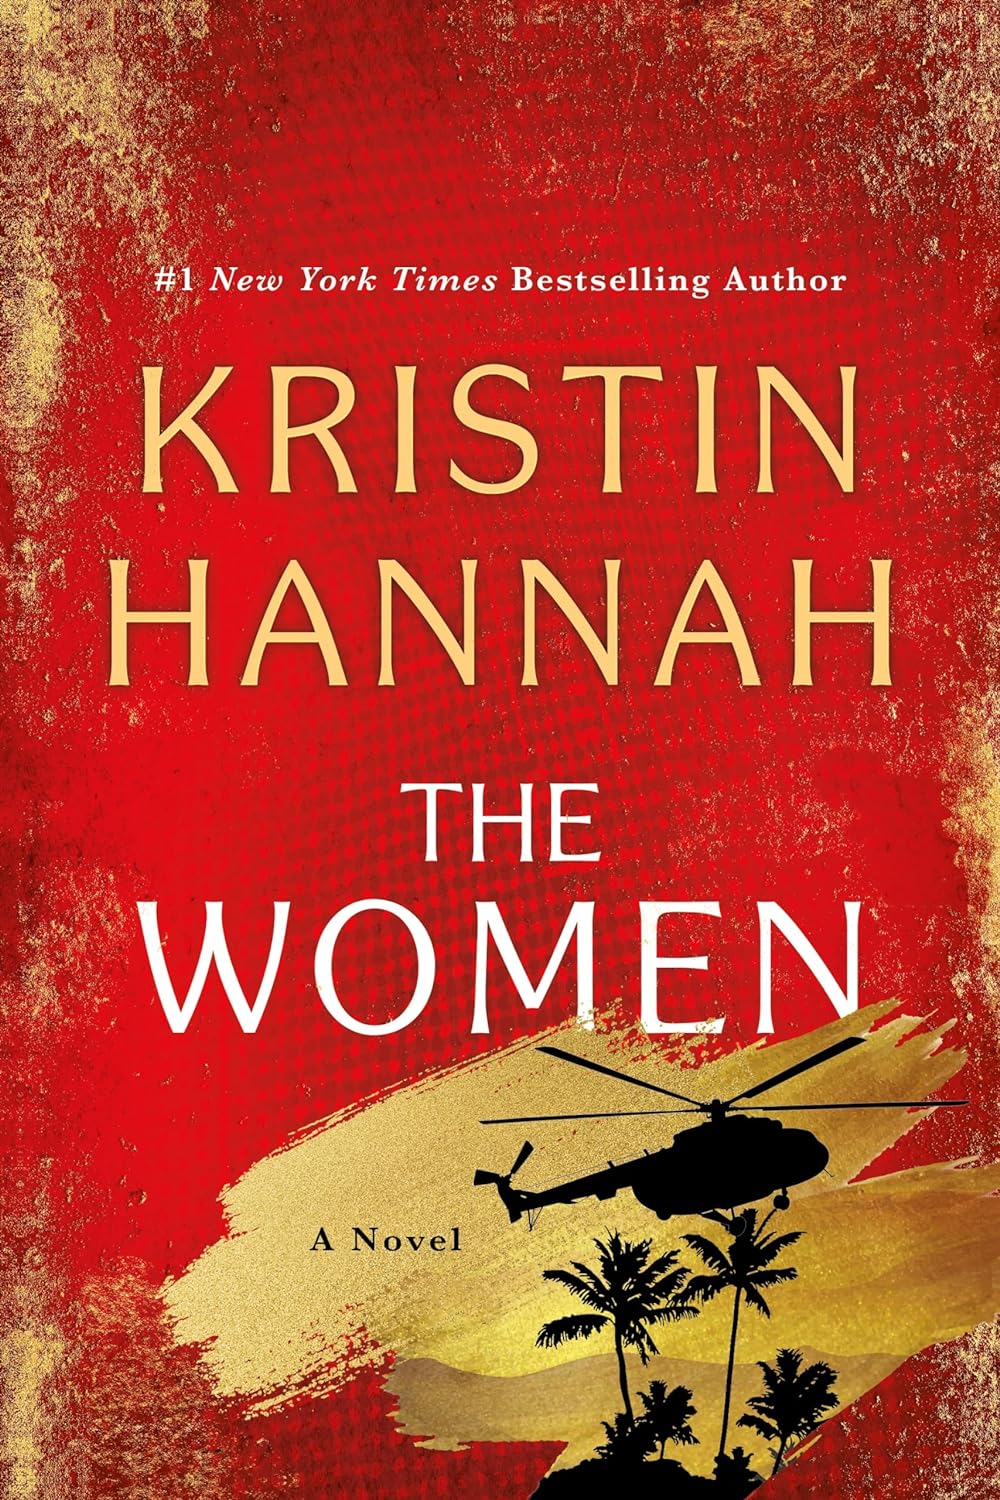 #1 New York Times Bestselling Author
KRISTIN
HANNAH
THE
WOMEN
A Novel